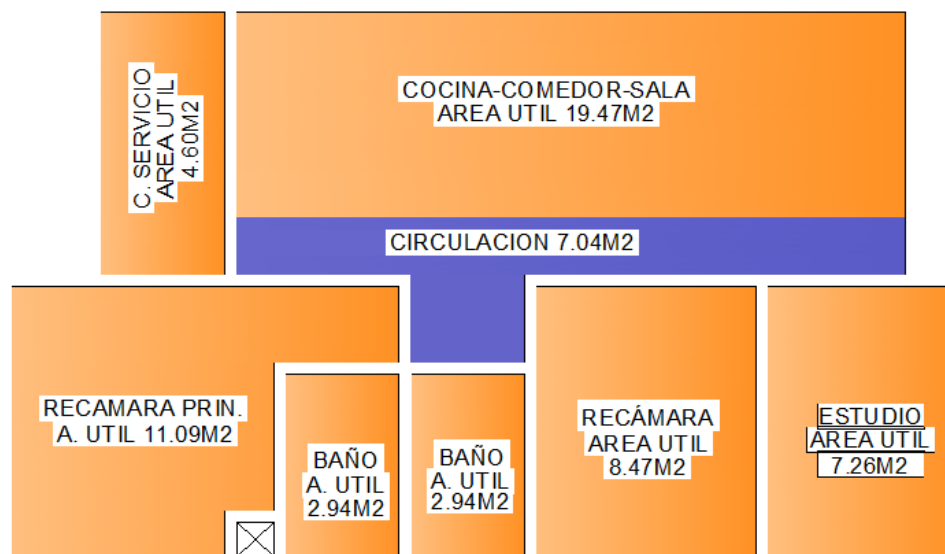 C. SERVICIO
AREA UTIL
4.60M2
COCINA-COMEDOR-SALA
AREA UTIL 19.47M2
CIRCULACION 7.04M2
RECAMARA PRIN.
A. UTIL 11.09M2
BAÑO
A. UTIL
2.94M2
BAÑO
A. UTIL
2.94M2
RECÁMARA
AREA UTIL
8.47M2
ESTUDIO
AREA UTIL
7.26M2